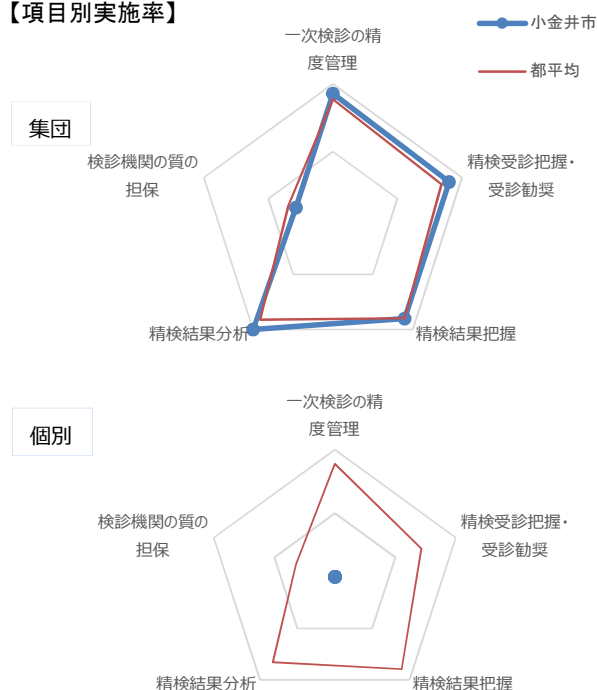 【項目別実施率】
小金井市
都平均
集団
一次検診の精
度管理
精検受診把握・
受診勧奨
精検結果把握
精検結果分析
検診機関の質の
担保
個別
一次検診の精
度管理
精検受診把握・
受診勧奨
精検結果把握
精検結果分析
検診機関の質の
担保